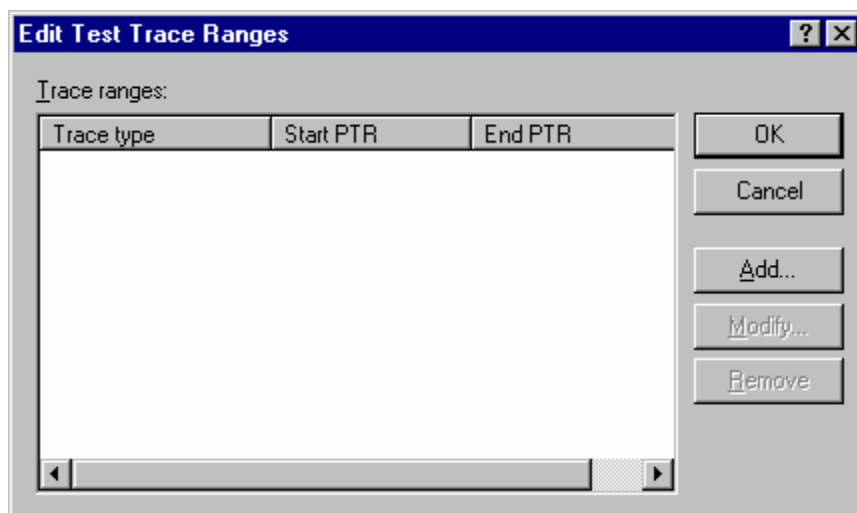 Edit Test Trace Ranges
Trace ranges:
Trace type Start PTR End PTR
OK
Cancel
Add...
Modify...
Remove